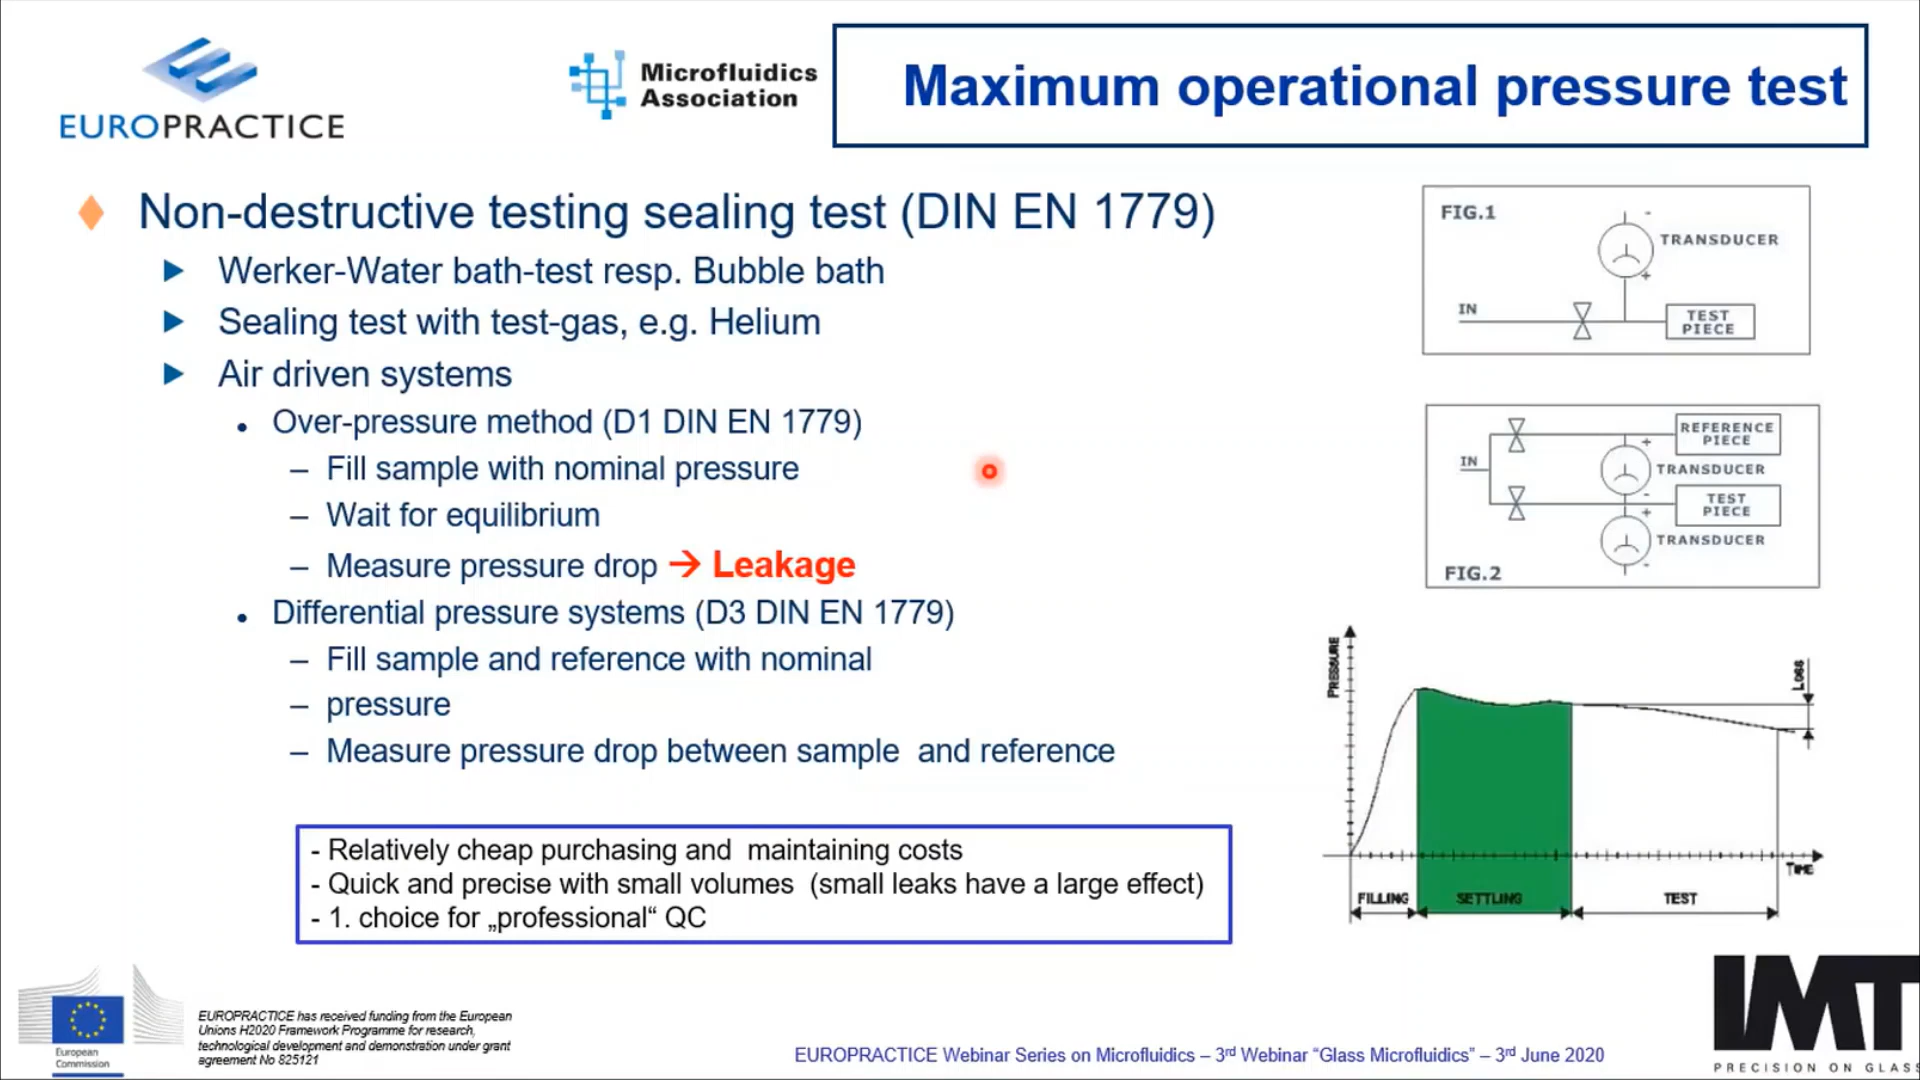 EUROPRACTICE
Microfluidics
Association
Maximum operational pressure test
Non-destructive testing sealing test (DIN EN 1779)
Werker-Water bath-test resp. Bubble bath
Sealing test with test-gas, e.g. Helium
Air driven systems
Over-pressure method (D1 DIN EN 1779)
– Fill sample with nominal pressure
– Wait for equilibrium
– Measure pressure drop → Leakage
Differential pressure systems (D3 DIN EN 1779)
– Fill sample and reference with nominal
– pressure
– Measure pressure drop between sample and reference
- Relatively cheap purchasing and maintaining costs
- Quick and precise with small volumes (small leaks have a large effect)
- 1. choice for „professional“ QC
FIG.1
-
TRANSDUCER
+
IN
TEST
PIECE
REFERENCE
PIECE
+
IN
TRANSDUCER
-
TEST
PIECE
+
TRANSDUCER
-
FIG.2
PRESSURE
LOSS
TIME
FILLING
SETTLING
TEST
European
Commission
EUROPRACTICE has received funding from the European
Unions H2020 Framework Programme for research,
technological development and demonstration under grant
agreement No 825121
EUROPRACTICE Webinar Series on Microfluidics – 3rd Webinar “Glass Microfluidics” – 3rd June 2020
IMT
PRECISION ON GLASS